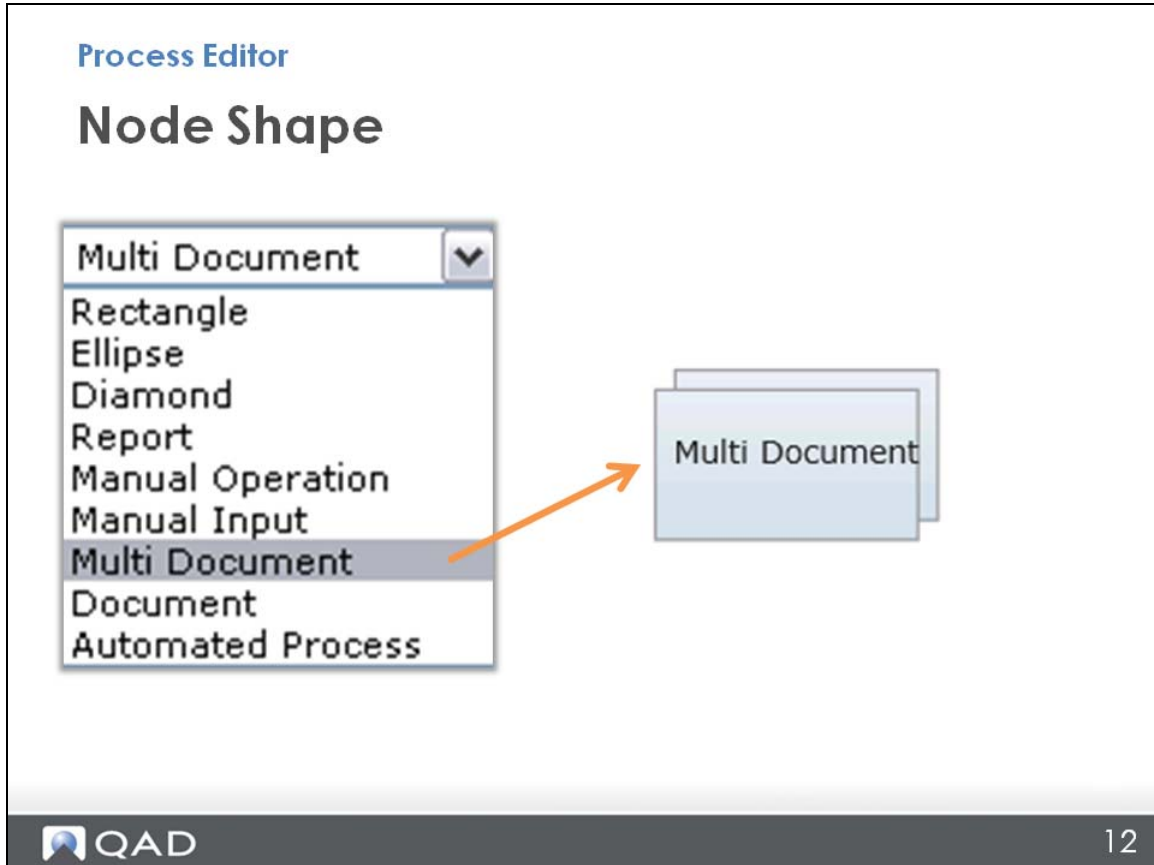 Process Editor
Node Shape
Multi Document
Rectangle
Ellipse
Diamond
Report
Manual Operation
Manual Input
Multi Document
Document
Automated Process
Multi Document
QAD
12